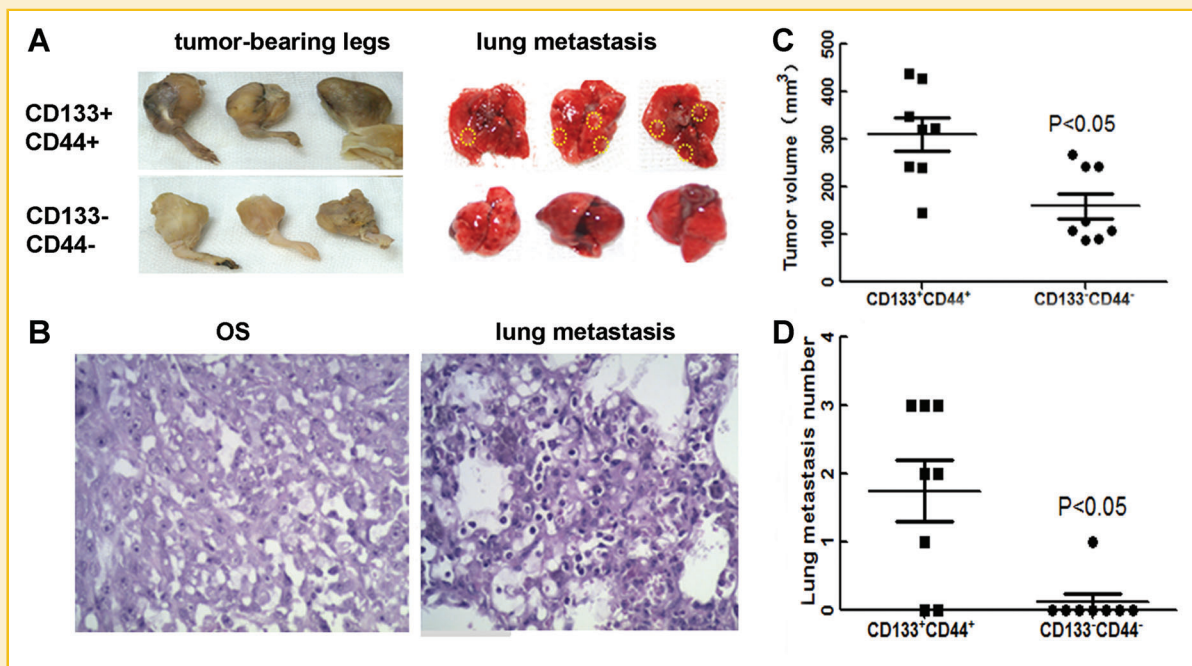 A
tumor-bearing legs
lung metastasis
CD133+
CD44+
CD133-
CD44-
B
OS
lung metastasis
C
Tumor volume (mm³)
500
400
300
200
100
0
P<0.05
CD133⁺CD44⁺
CD133⁻CD44⁻
D
Lung metastasis number
4
3
2
1
0
P<0.05
CD133⁺CD44⁺
CD133⁻CD44⁻